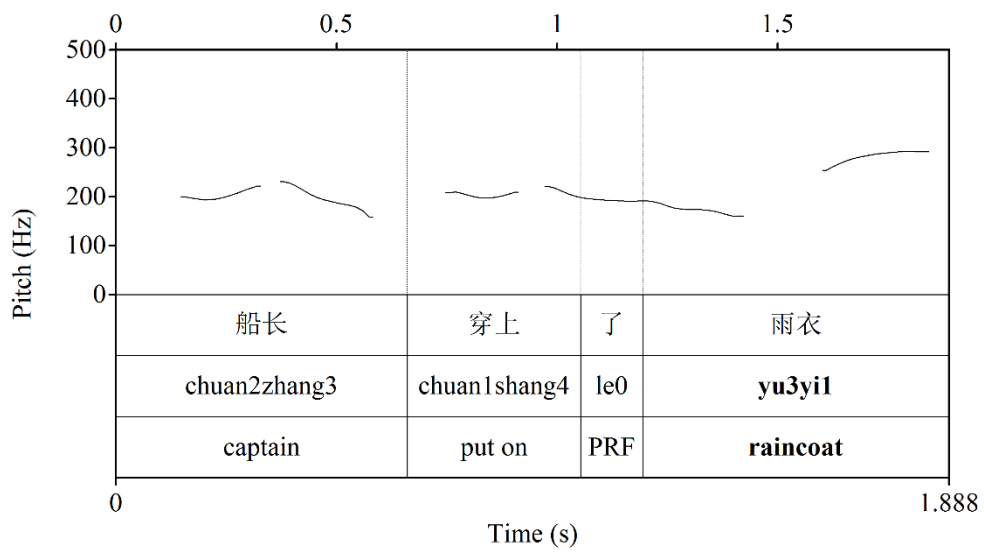 0 0.5 1 1.5
500
400
300
200
100
0
Pitch (Hz)
船长 穿上 了 雨衣
chuan2zhang3 chuan1shang4 le0 yu3yi1
captain put on PRF raincoat
0 1.888
Time (s)